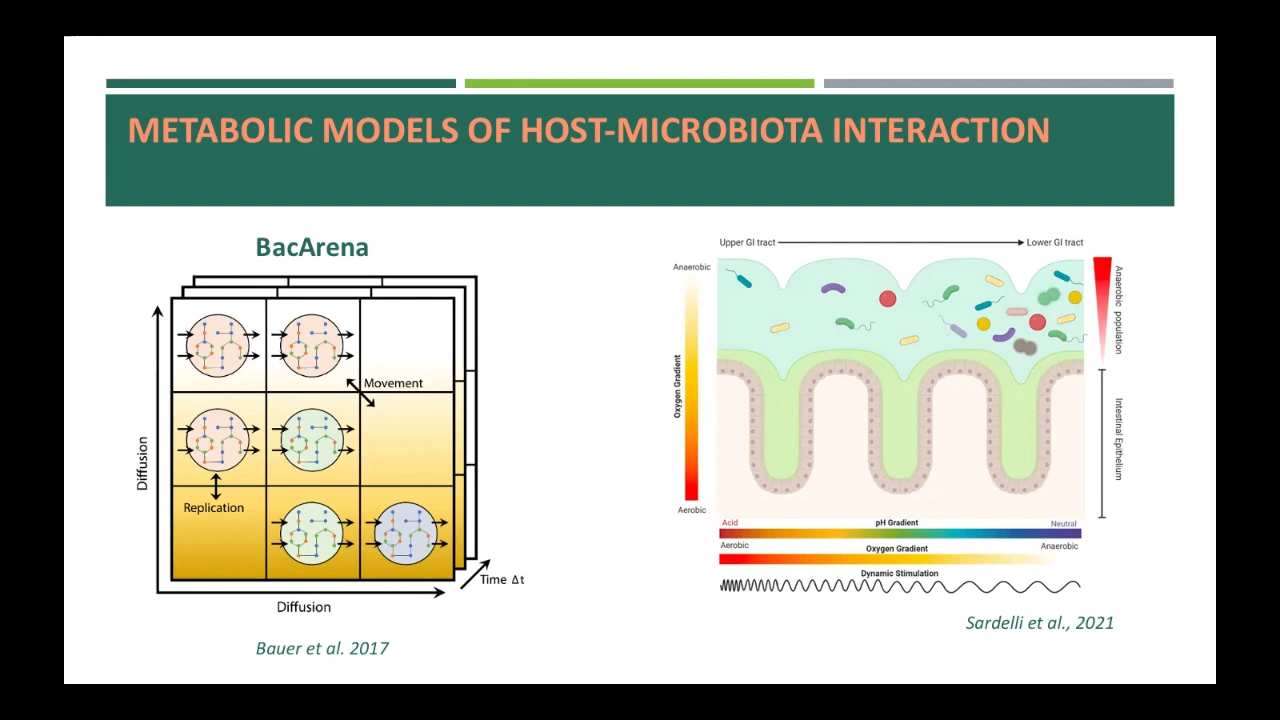 METABOLIC MODELS OF HOST-MICROBIOTA INTERACTION
BacArena
Movement
Replication
Diffusion
Diffusion
Time Δt
Bauer et al. 2017
Upper GI tract
Lower GI tract
Anaerobic
Oxygen Gradient
Aerobic
Anaerobic population
Intestinal Epithelium
Acid
pH Gradient
Neutral
Aerobic
Oxygen Gradient
Anaerobic
Dynamic Stimulation
Sardelli et al., 2021